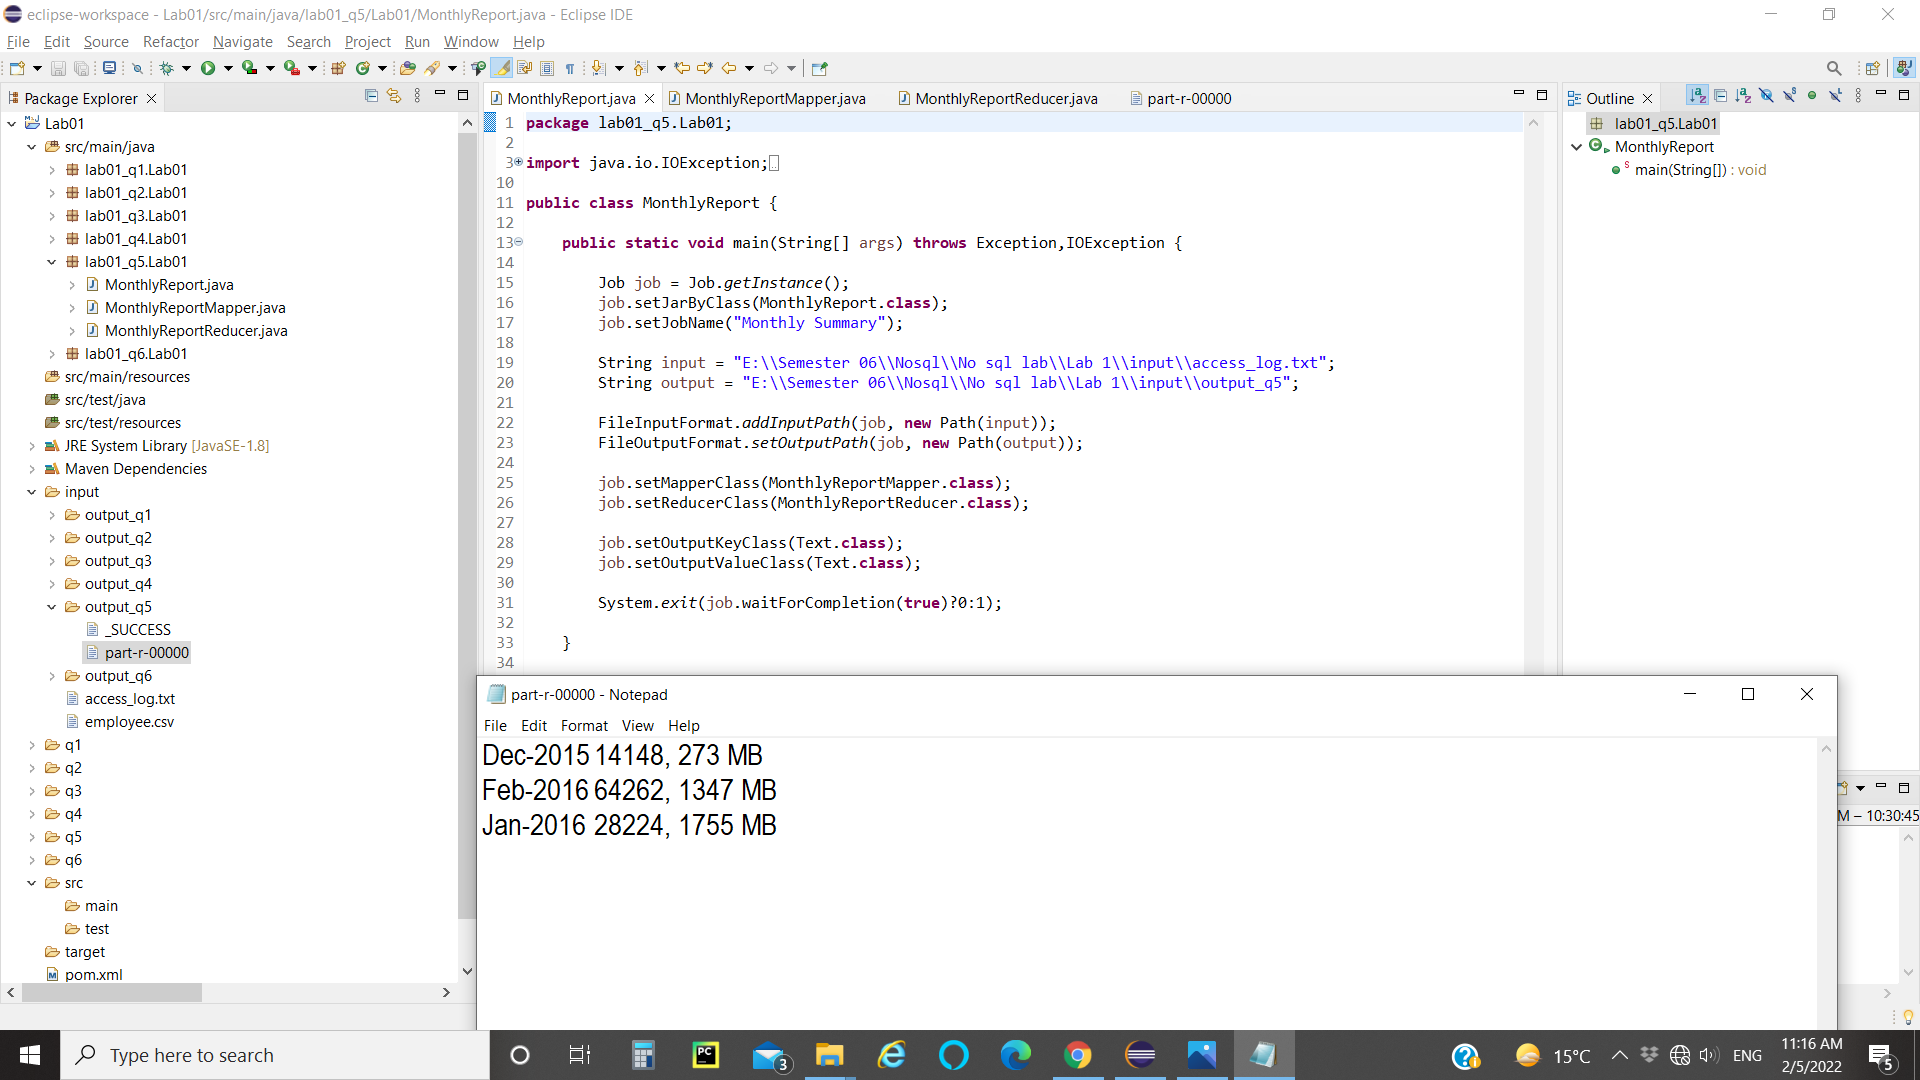 eclipse-workspace - Lab01/src/main/java/lab01_q5/Lab01/MonthlyReport.java - Eclipse IDE
File Edit Source Refactor Navigate Search Project Run Window Help
Package Explorer
Lab01
src/main/java
lab01_q1.Lab01
lab01_q2.Lab01
lab01_q3.Lab01
lab01_q4.Lab01
lab01_q5.Lab01
MonthlyReport.java
MonthlyReportMapper.java
MonthlyReportReducer.java
lab01_q6.Lab01
src/main/resources
src/test/java
src/test/resources
JRE System Library [JavaSE-1.8]
Maven Dependencies
input
output_q1
output_q2
output_q3
output_q4
output_q5
_SUCCESS
part-r-00000
output_q6
access_log.txt
employee.csv
q1
q2
q3
q4
q5
q6
src
main
test
target
pom.xml
MonthlyReport.java MonthlyReportMapper.java MonthlyReportReducer.java part-r-00000
1 package lab01_q5.Lab01;
2
3 import java.io.IOException;
10
11 public class MonthlyReport {
12
13 public static void main(String[] args) throws Exception,IOException {
14
15 Job job = Job.getInstance();
16 job.setJarByClass(MonthlyReport.class);
17 job.setJobName("Monthly Summary");
18
19 String input = "E:\\Semester 06\\Nosql\\No sql lab\\Lab 1\\input\\access_log.txt";
20 String output = "E:\\Semester 06\\Nosql\\No sql lab\\Lab 1\\input\\output_q5";
21
22 FileInputFormat.addInputPath(job, new Path(input));
23 FileOutputFormat.setOutputPath(job, new Path(output));
24
25 job.setMapperClass(MonthlyReportMapper.class);
26 job.setReducerClass(MonthlyReportReducer.class);
27
28 job.setOutputKeyClass(Text.class);
29 job.setOutputValueClass(Text.class);
30
31 System.exit(job.waitForCompletion(true)?0:1);
32
33 }
34
Outline
lab01_q5.Lab01
MonthlyReport
main(String[]) : void
M – 10:30:45
part-r-00000 - Notepad
File Edit Format View Help
Dec-2015 14148, 273 MB
Feb-2016 64262, 1347 MB
Jan-2016 28224, 1755 MB
Type here to search
PC
3
15°C
ENG
11:16 AM
2/5/2022
5